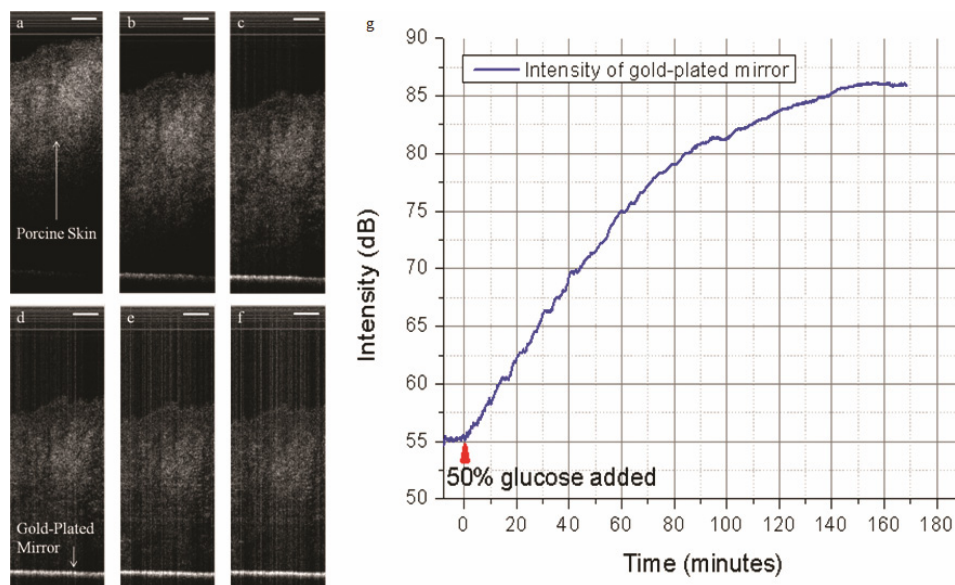 a
b
c
Porcine Skin
d
e
f
Gold-Plated
Mirror
g
90
85
80
75
70
65
60
55
50
Intensity (dB)
Intensity of gold-plated mirror
50% glucose added
0 20 40 60 80 100 120 140 160 180
Time (minutes)